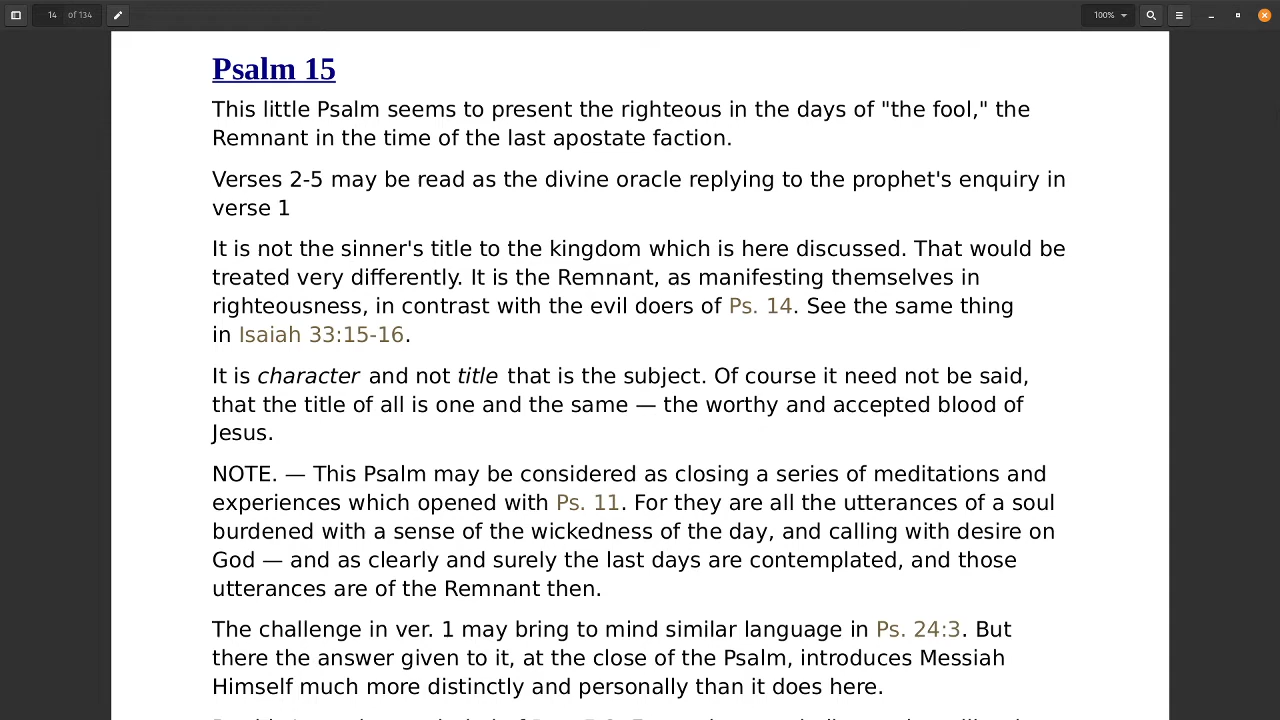 14 of 134
100%
Psalm 15
This little Psalm seems to present the righteous in the days of "the fool," the
Remnant in the time of the last apostate faction.
Verses 2-5 may be read as the divine oracle replying to the prophet's enquiry in
verse 1
It is not the sinner's title to the kingdom which is here discussed. That would be
treated very differently. It is the Remnant, as manifesting themselves in
righteousness, in contrast with the evil doers of Ps. 14. See the same thing
in Isaiah 33:15-16.
It is character and not title that is the subject. Of course it need not be said,
that the title of all is one and the same — the worthy and accepted blood of
Jesus.
NOTE. — This Psalm may be considered as closing a series of meditations and
experiences which opened with Ps. 11. For they are all the utterances of a soul
burdened with a sense of the wickedness of the day, and calling with desire on
God — and as clearly and surely the last days are contemplated, and those
utterances are of the Remnant then.
The challenge in ver. 1 may bring to mind similar language in Ps. 24:3. But
there the answer given to it, at the close of the Psalm, introduces Messiah
Himself much more distinctly and personally than it does here.